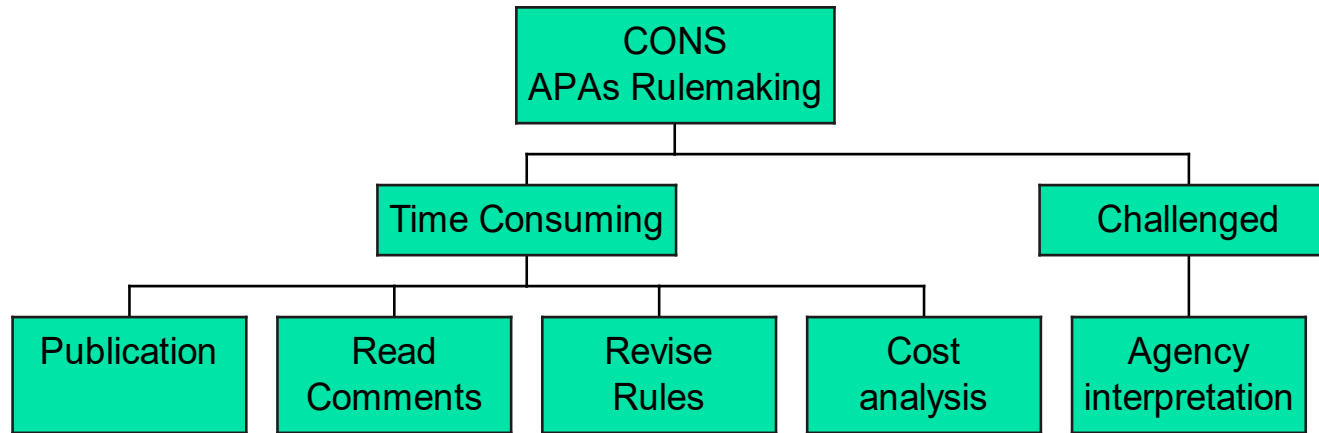 CONS
APAs Rulemaking
Time Consuming
Challenged
Publication
Read
Comments
Revise
Rules
Cost
analysis
Agency
interpretation